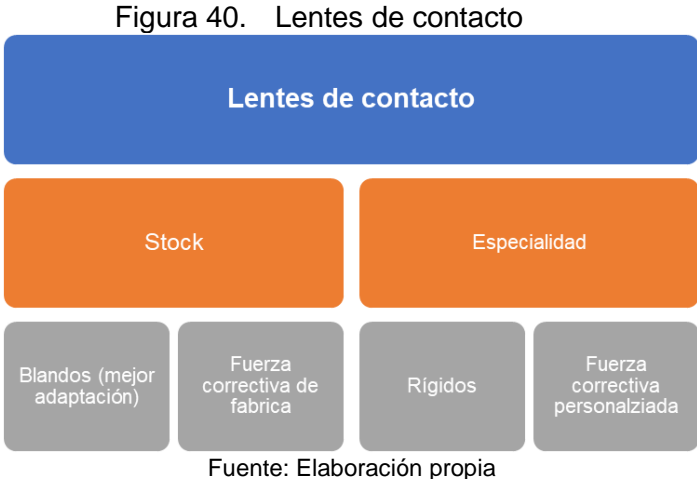 Figura 40. Lentes de contacto
Lentes de contacto
Stock
Especialidad
Blandos (mejor
adaptación)
Fuerza
correctiva de
fabrica
Rígidos
Fuerza
correctiva
personalziada
Fuente: Elaboración propia